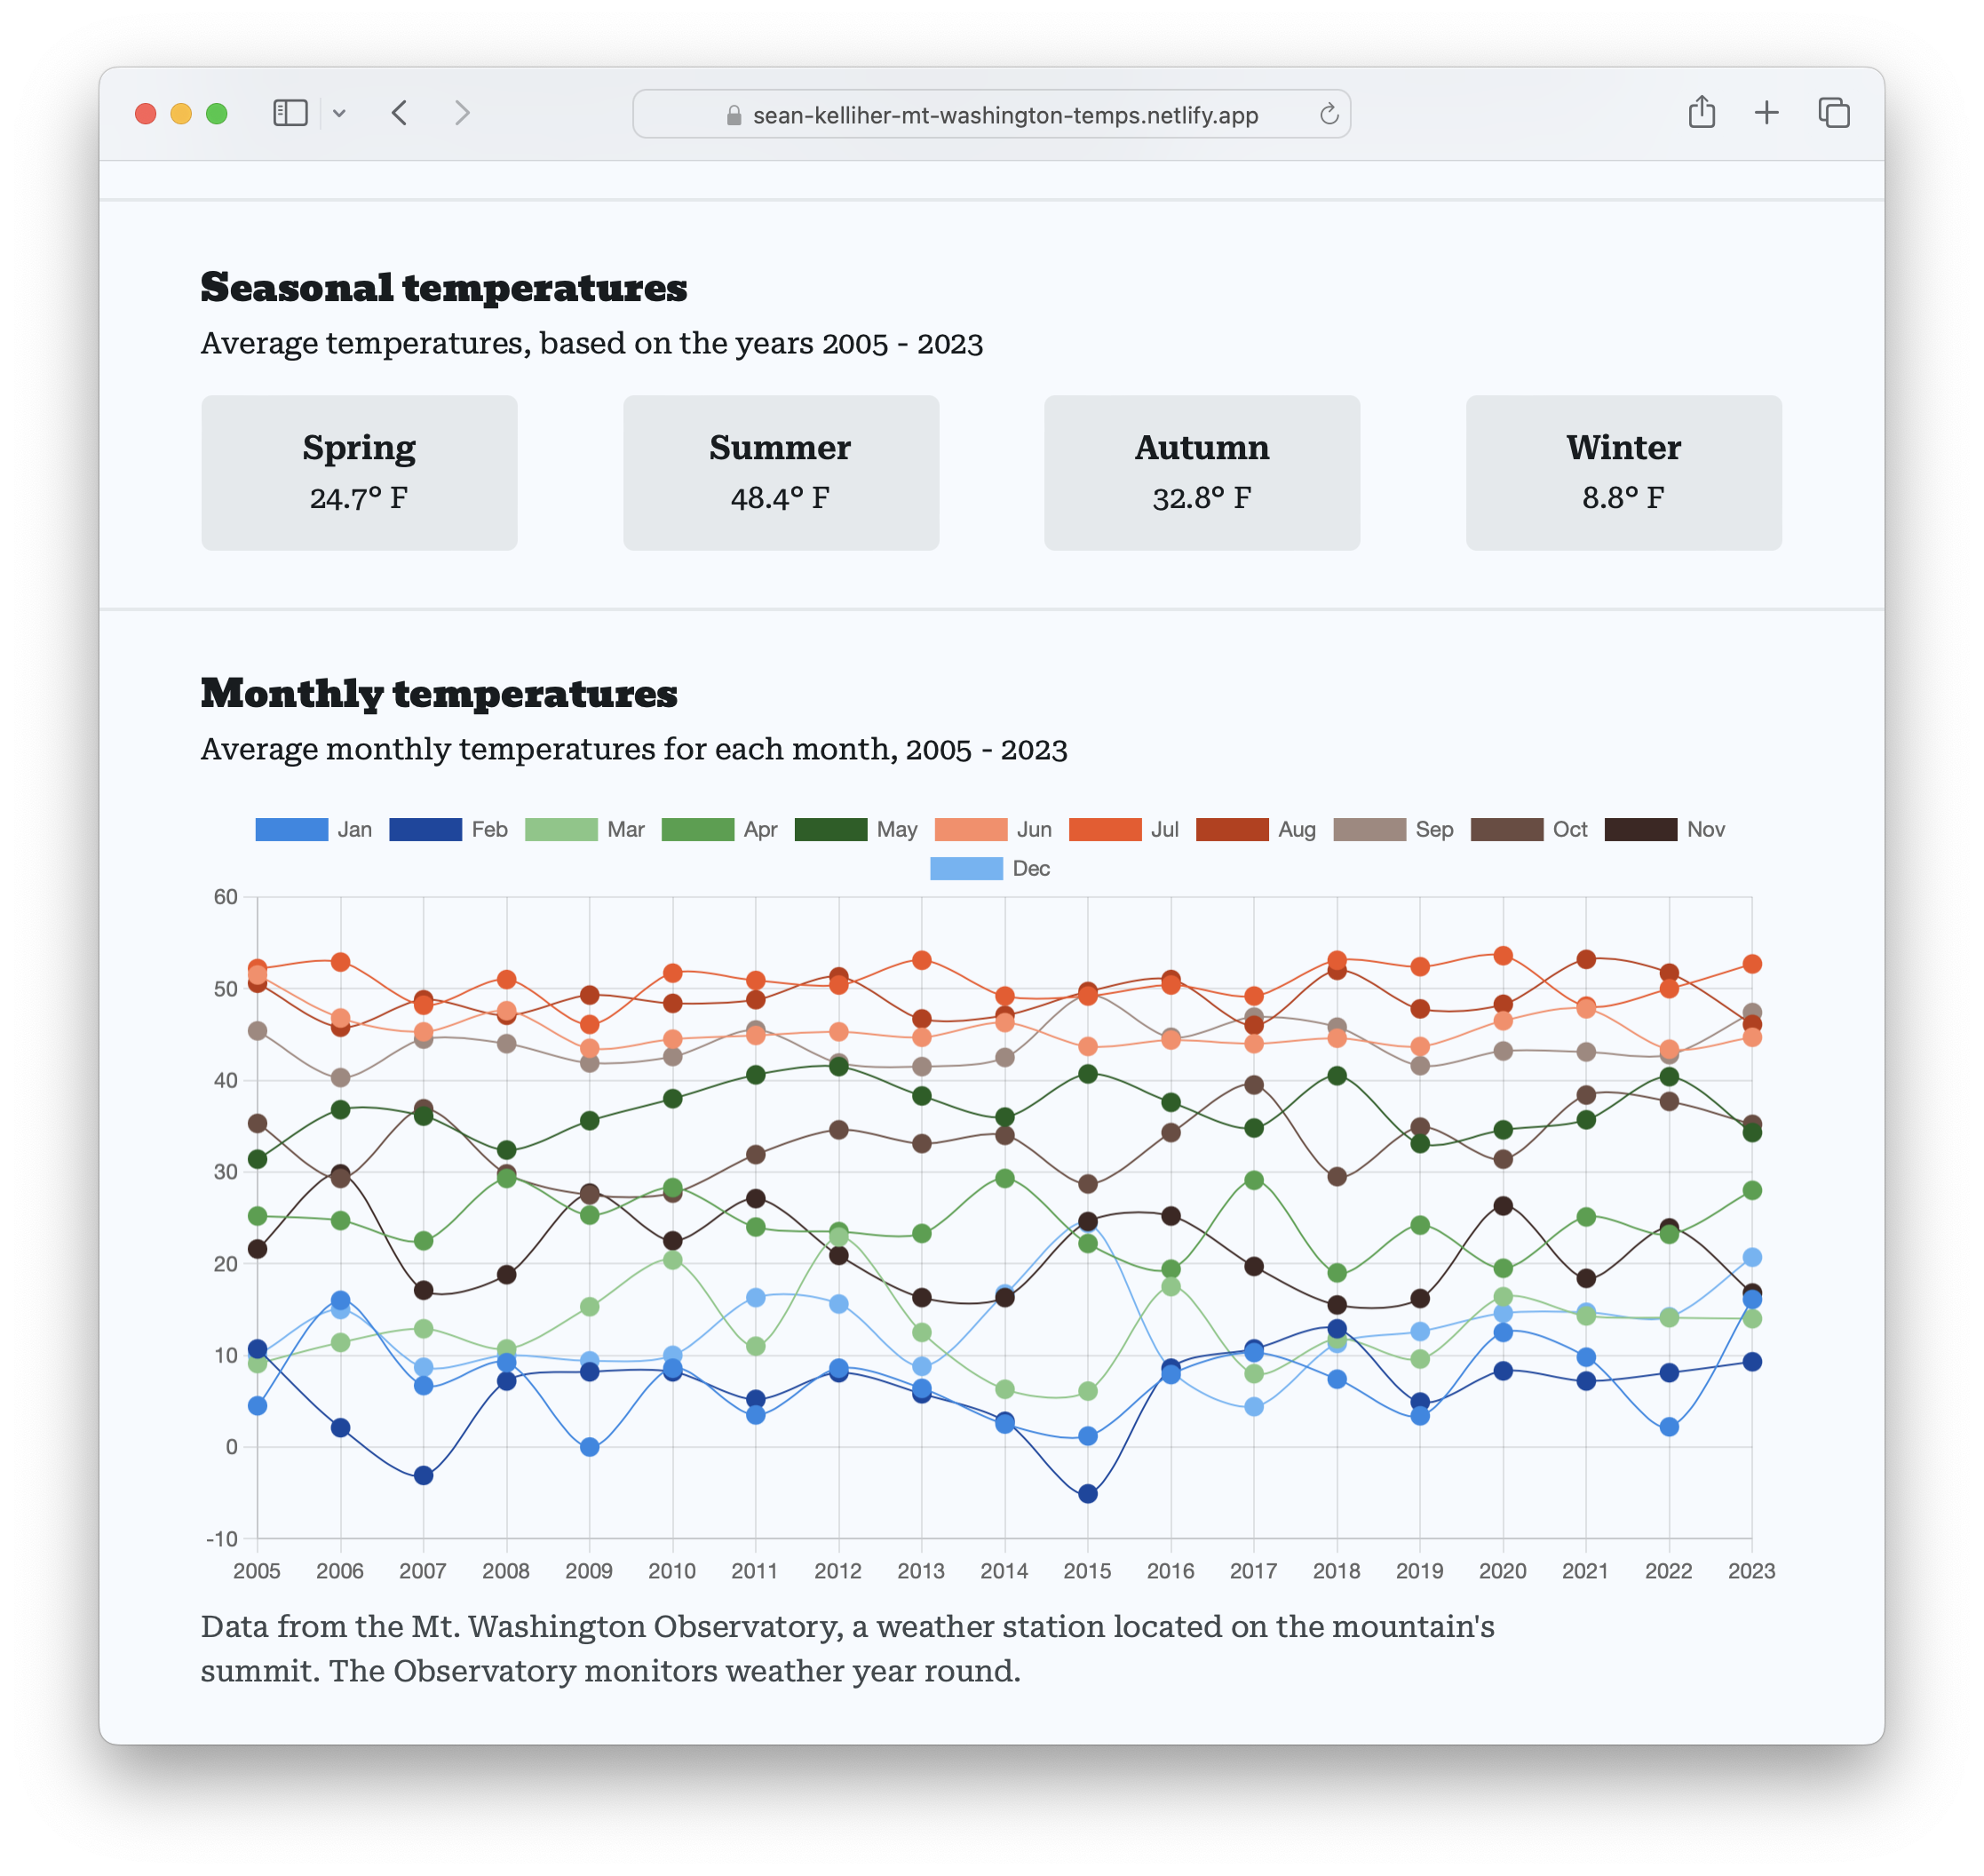 sean-kelliher-mt-washington-temps.netlify.app
Seasonal temperatures
Average temperatures, based on the years 2005 - 2023
Spring
24.7° F
Summer
48.4° F
Autumn
32.8° F
Winter
8.8° F
Monthly temperatures
Average monthly temperatures for each month, 2005 - 2023
Jan Feb Mar Apr May Jun Jul Aug Sep Oct Nov
Dec
60
50
40
30
20
10
0
-10
2005 2006 2007 2008 2009 2010 2011 2012 2013 2014 2015 2016 2017 2018 2019 2020 2021 2022 2023
Data from the Mt. Washington Observatory, a weather station located on the mountain's
summit. The Observatory monitors weather year round.